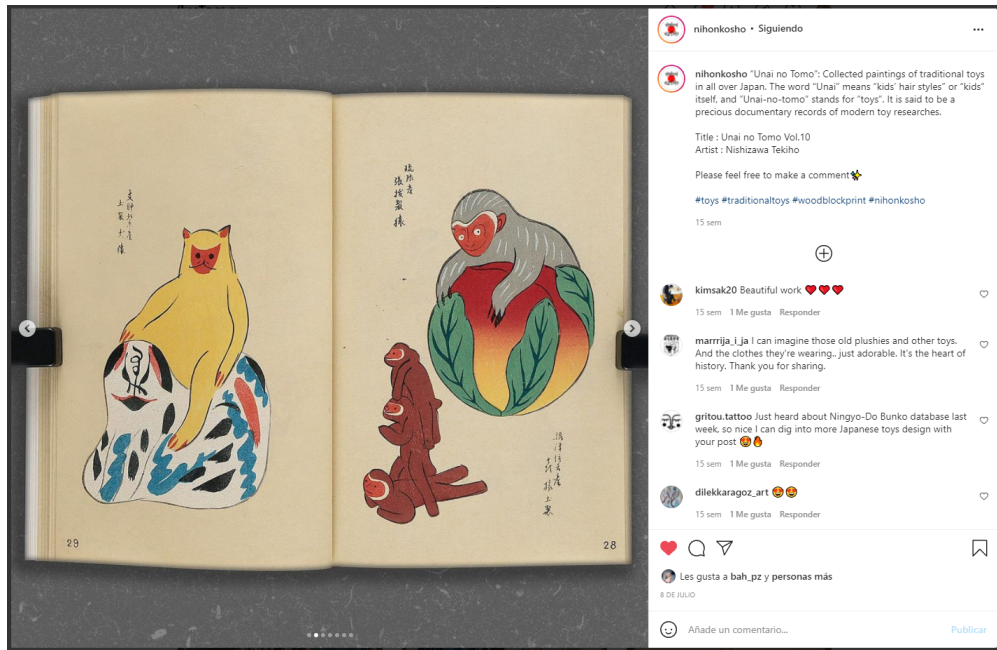 琉球産
張抜製 猿
29
28
nihonkosho • Siguiendo
nihonkosho “Unai no Tomo”: Collected paintings of traditional toys
in all over Japan. The word “Unai” means “kids’ hair styles” or “kids”
itself, and “Unai-no-tomo” stands for “toys”. It is said to be a
precious documentary records of modern toy researches.
Title : Unai no Tomo Vol.10
Artist : Nishizawa Tekiho
Please feel free to make a comment✨
#toys #traditionaltoys #woodblockprint #nihonkosho
15 sem
kimsak20 Beautiful work ❤️❤️❤️
15 sem 1 Me gusta Responder
marrrija_i_ja I can imagine those old plushies and other toys.
And the clothes they're wearing.. just adorable. It's the heart of
history. Thank you for sharing.
15 sem 1 Me gusta Responder
gritou.tattoo Just heard about Ningyo-Do Bunko database last
week, so nice I can dig into more Japanese toys design with
your post 😍🔥
15 sem 1 Me gusta Responder
dilekkaragoz_art 😍😍
15 sem 1 Me gusta Responder
Les gusta a bah_pz y personas más
8 DE JULIO
Añade un comentario...
Publicar